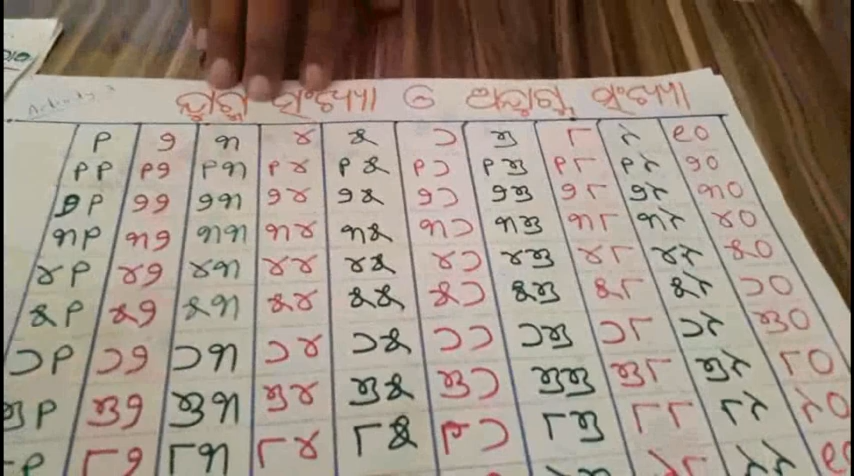 Activity-
ଯୁଗ୍ମ ସଂଖ୍ୟା ଓ ଅଯୁଗ୍ମ ସଂଖ୍ୟା
୧ ୨ ୩ ୪ ୫ ୬ ୭ ୮ ୯ ୧୦
୧୧ ୧୨ ୧୩ ୧୪ ୧୫ ୧୬ ୧୭ ୧୮ ୧୯ ୨୦
୨୧ ୨୨ ୨୩ ୨୪ ୨୫ ୨୬ ୨୭ ୨୮ ୨୯ ୩୦
୩୧ ୩୨ ୩୩ ୩୪ ୩୫ ୩୬ ୩୭ ୩୮ ୩୯ ୪୦
୪୧ ୪୨ ୪୩ ୪୪ ୪୫ ୪୬ ୪୭ ୪୮ ୪୯ ୫୦
୫୧ ୫୨ ୫୩ ୫୪ ୫୫ ୫୬ ୫୭ ୫୮ ୫୯ ୬୦
୬୧ ୬୨ ୬୩ ୬୪ ୬୫ ୬୬ ୬୭ ୬୮ ୬୯ ୭୦
୭୧ ୭୨ ୭୩ ୭୪ ୭୫ ୭୬ ୭୭ ୭୮ ୭୯ ୮୦
୮୨ ୮୩ ୮୪ ୮୫ ୮୭ ୮୮ ୮୯ ୯୦